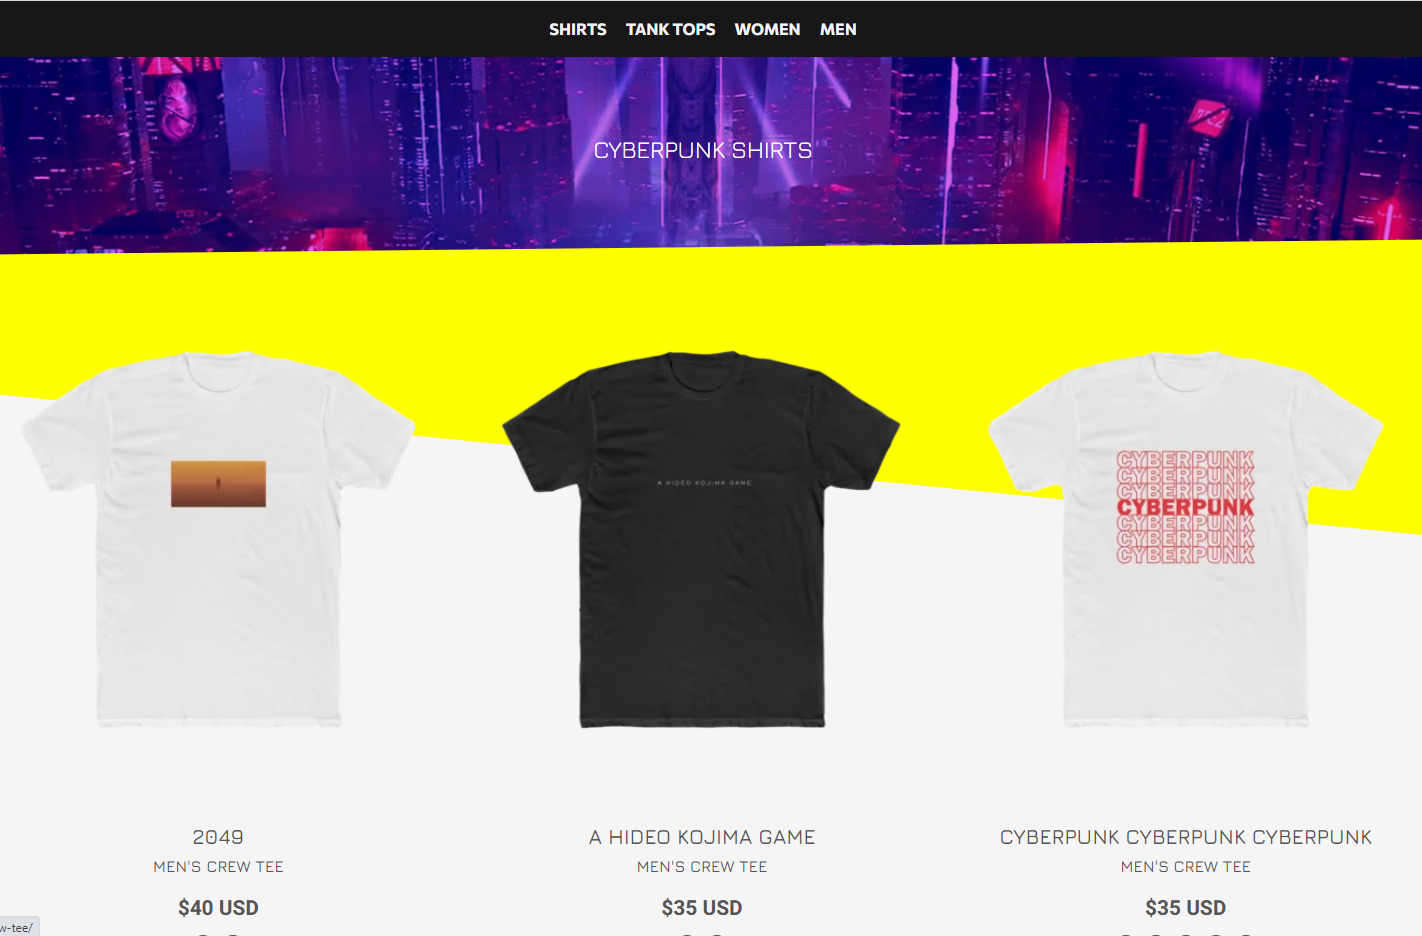 SHIRTS TANK TOPS WOMEN MEN
CYBERPUNK SHIRTS
A HIDEO KOJIMA GAME
CYBERPUNK
CYBERPUNK
CYBERPUNK
CYBERPUNK
CYBERPUNK
CYBERPUNK
CYBERPUNK
2049
MEN'S CREW TEE
$40 USD
A HIDEO KOJIMA GAME
MEN'S CREW TEE
$35 USD
CYBERPUNK CYBERPUNK CYBERPUNK
MEN'S CREW TEE
$35 USD
w-tee/